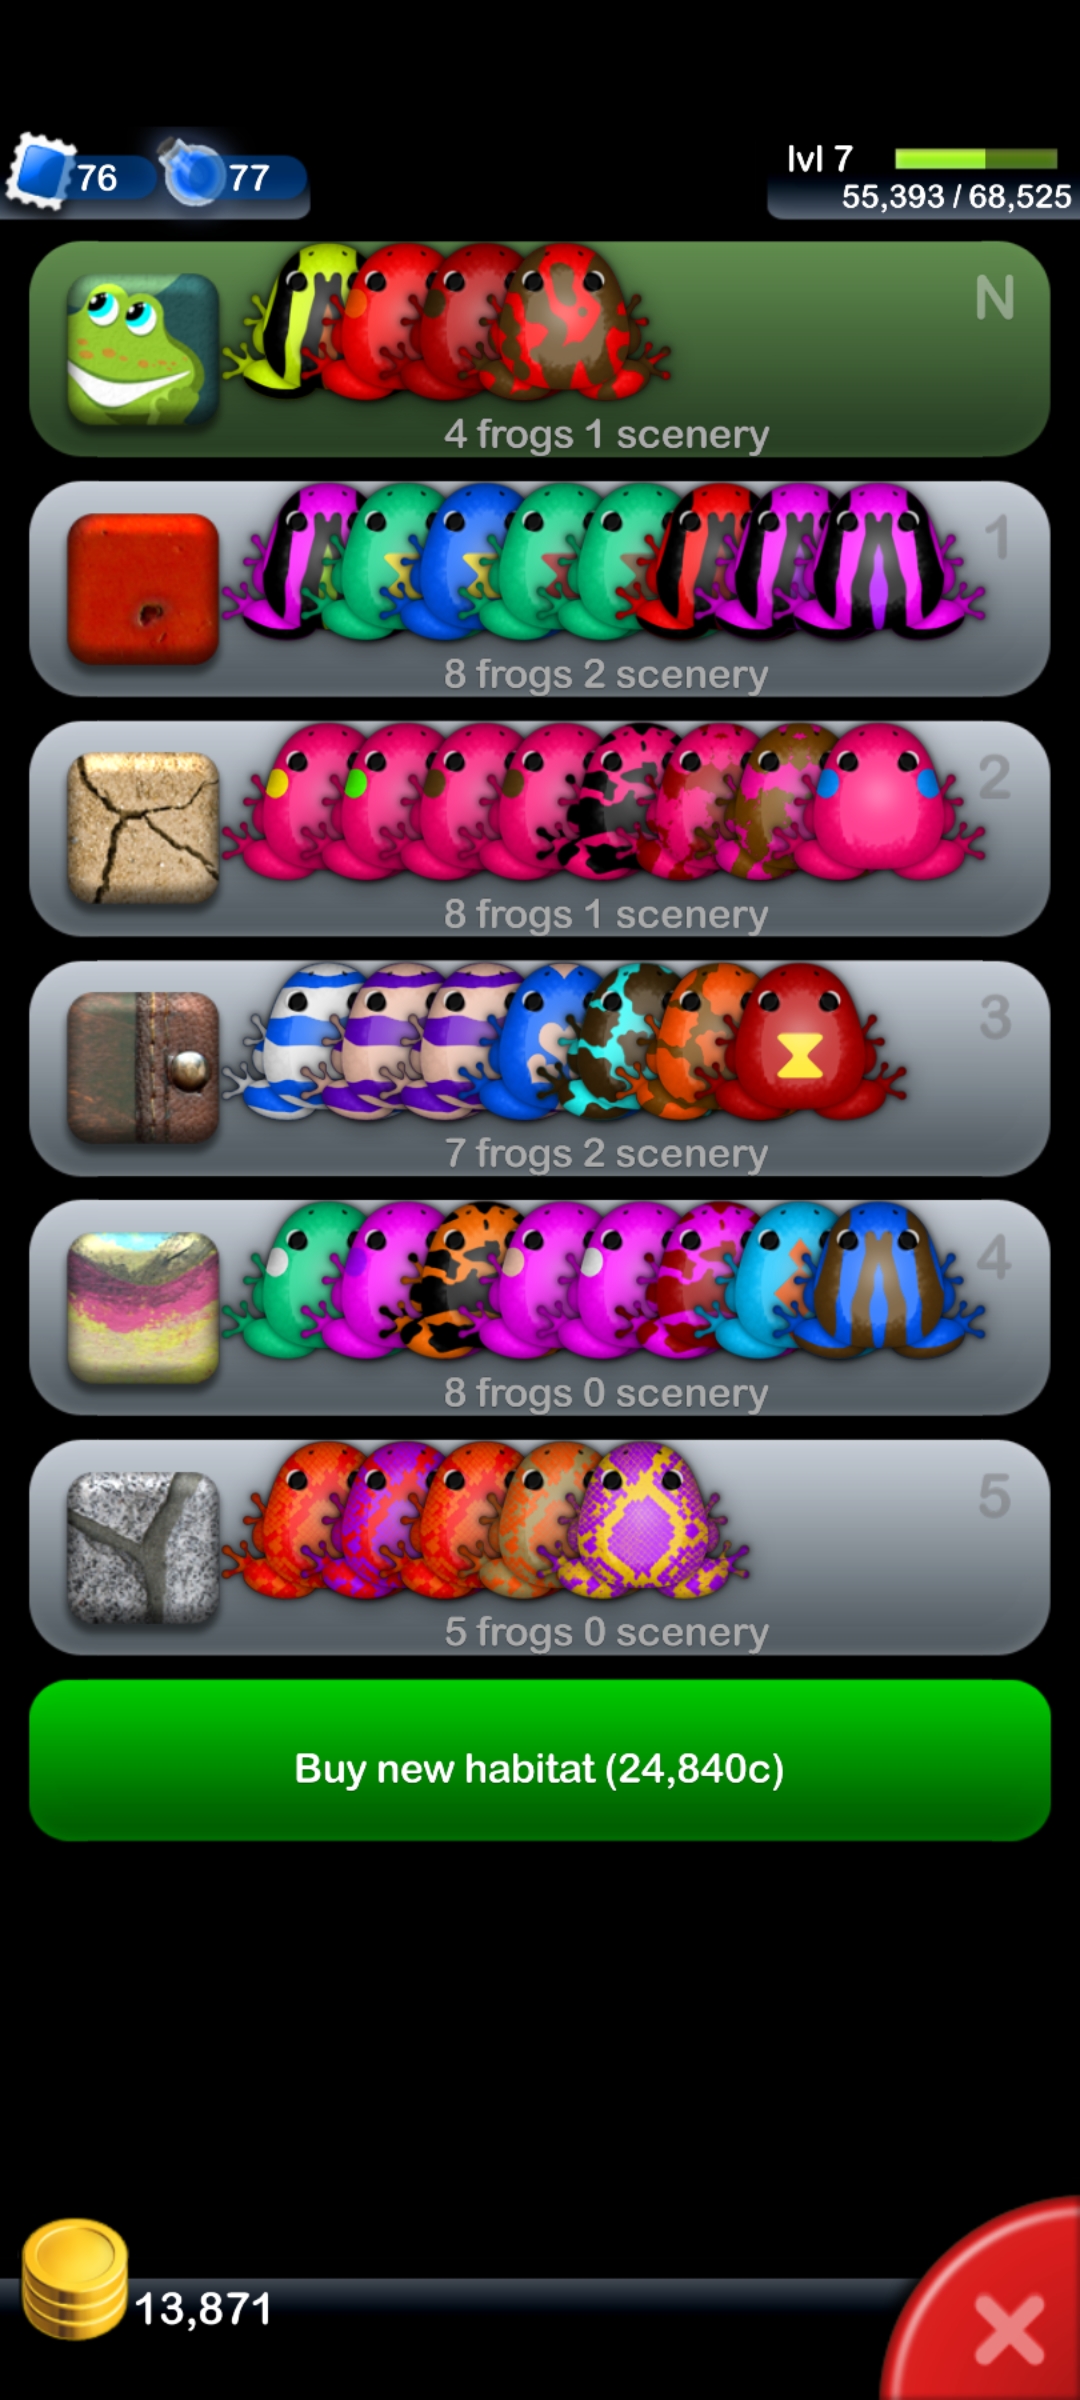 76
77
lvl 7
55,393 / 68,525
N
4 frogs 1 scenery
1
8 frogs 2 scenery
2
8 frogs 1 scenery
3
7 frogs 2 scenery
4
8 frogs 0 scenery
5
5 frogs 0 scenery
Buy new habitat (24,840c)
13,871